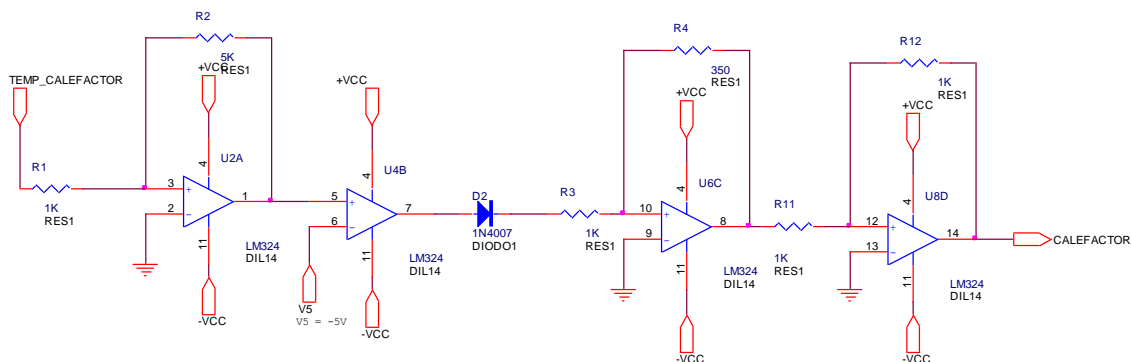 TEMP_CALEFACTOR
R1
1K
RES1
R2
5K
RES1
+VCC
4
U2A
3
+
2
-
1
11
LM324
DIL14
-VCC
+VCC
4
U4B
5
+
6
-
7
11
LM324
DIL14
-VCC
V5
V5 = -5V
D2
1N4007
DIODO1
R3
1K
RES1
R4
350
RES1
+VCC
4
U6C
10
+
9
-
8
11
LM324
DIL14
-VCC
R11
1K
RES1
R12
1K
RES1
+VCC
4
U8D
12
+
13
-
14
11
LM324
DIL14
-VCC
CALEFACTOR